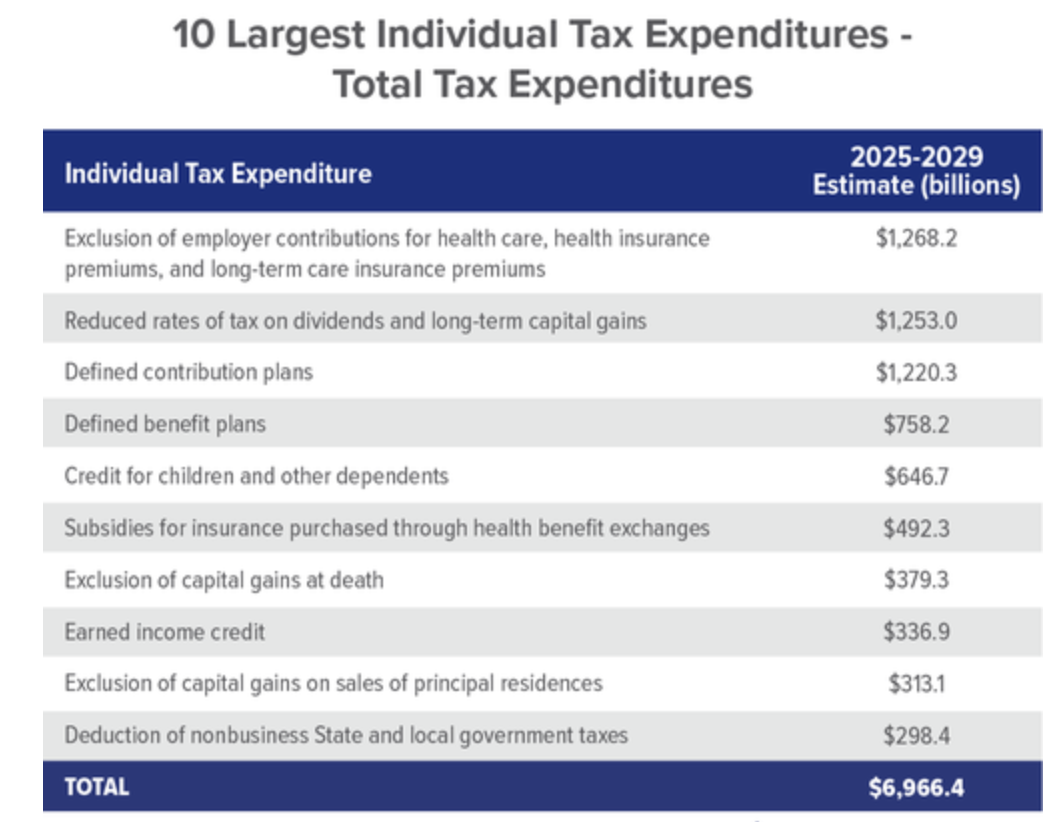 10 Largest Individual Tax Expenditures -
Total Tax Expenditures
Individual Tax Expenditure
2025-2029
Estimate (billions)
Exclusion of employer contributions for health care, health insurance
premiums, and long-term care insurance premiums
$1,268.2
Reduced rates of tax on dividends and long-term capital gains
$1,253.0
Defined contribution plans
$1,220.3
Defined benefit plans
$758.2
Credit for children and other dependents
$646.7
Subsidies for insurance purchased through health benefit exchanges
$492.3
Exclusion of capital gains at death
$379.3
Earned income credit
$336.9
Exclusion of capital gains on sales of principal residences
$313.1
Deduction of nonbusiness State and local government taxes
$298.4
TOTAL
$6,966.4